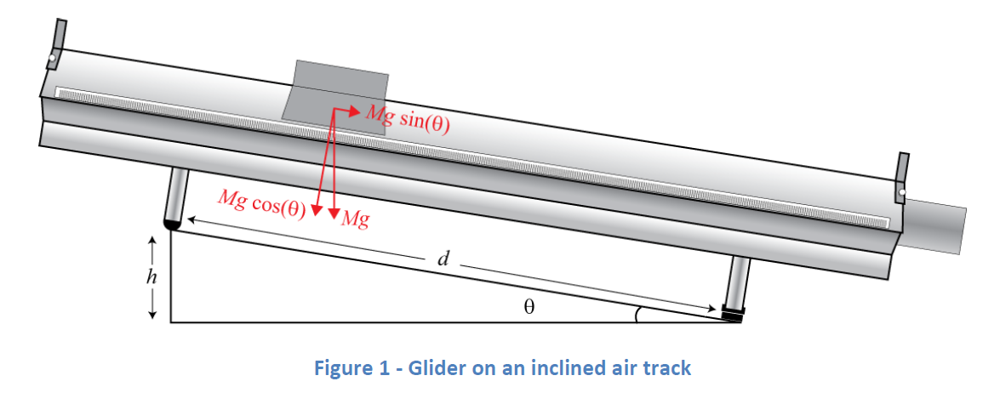 Mg sin(θ)
Mg cos(θ)
Mg
d
h
θ
Figure 1 - Glider on an inclined air track